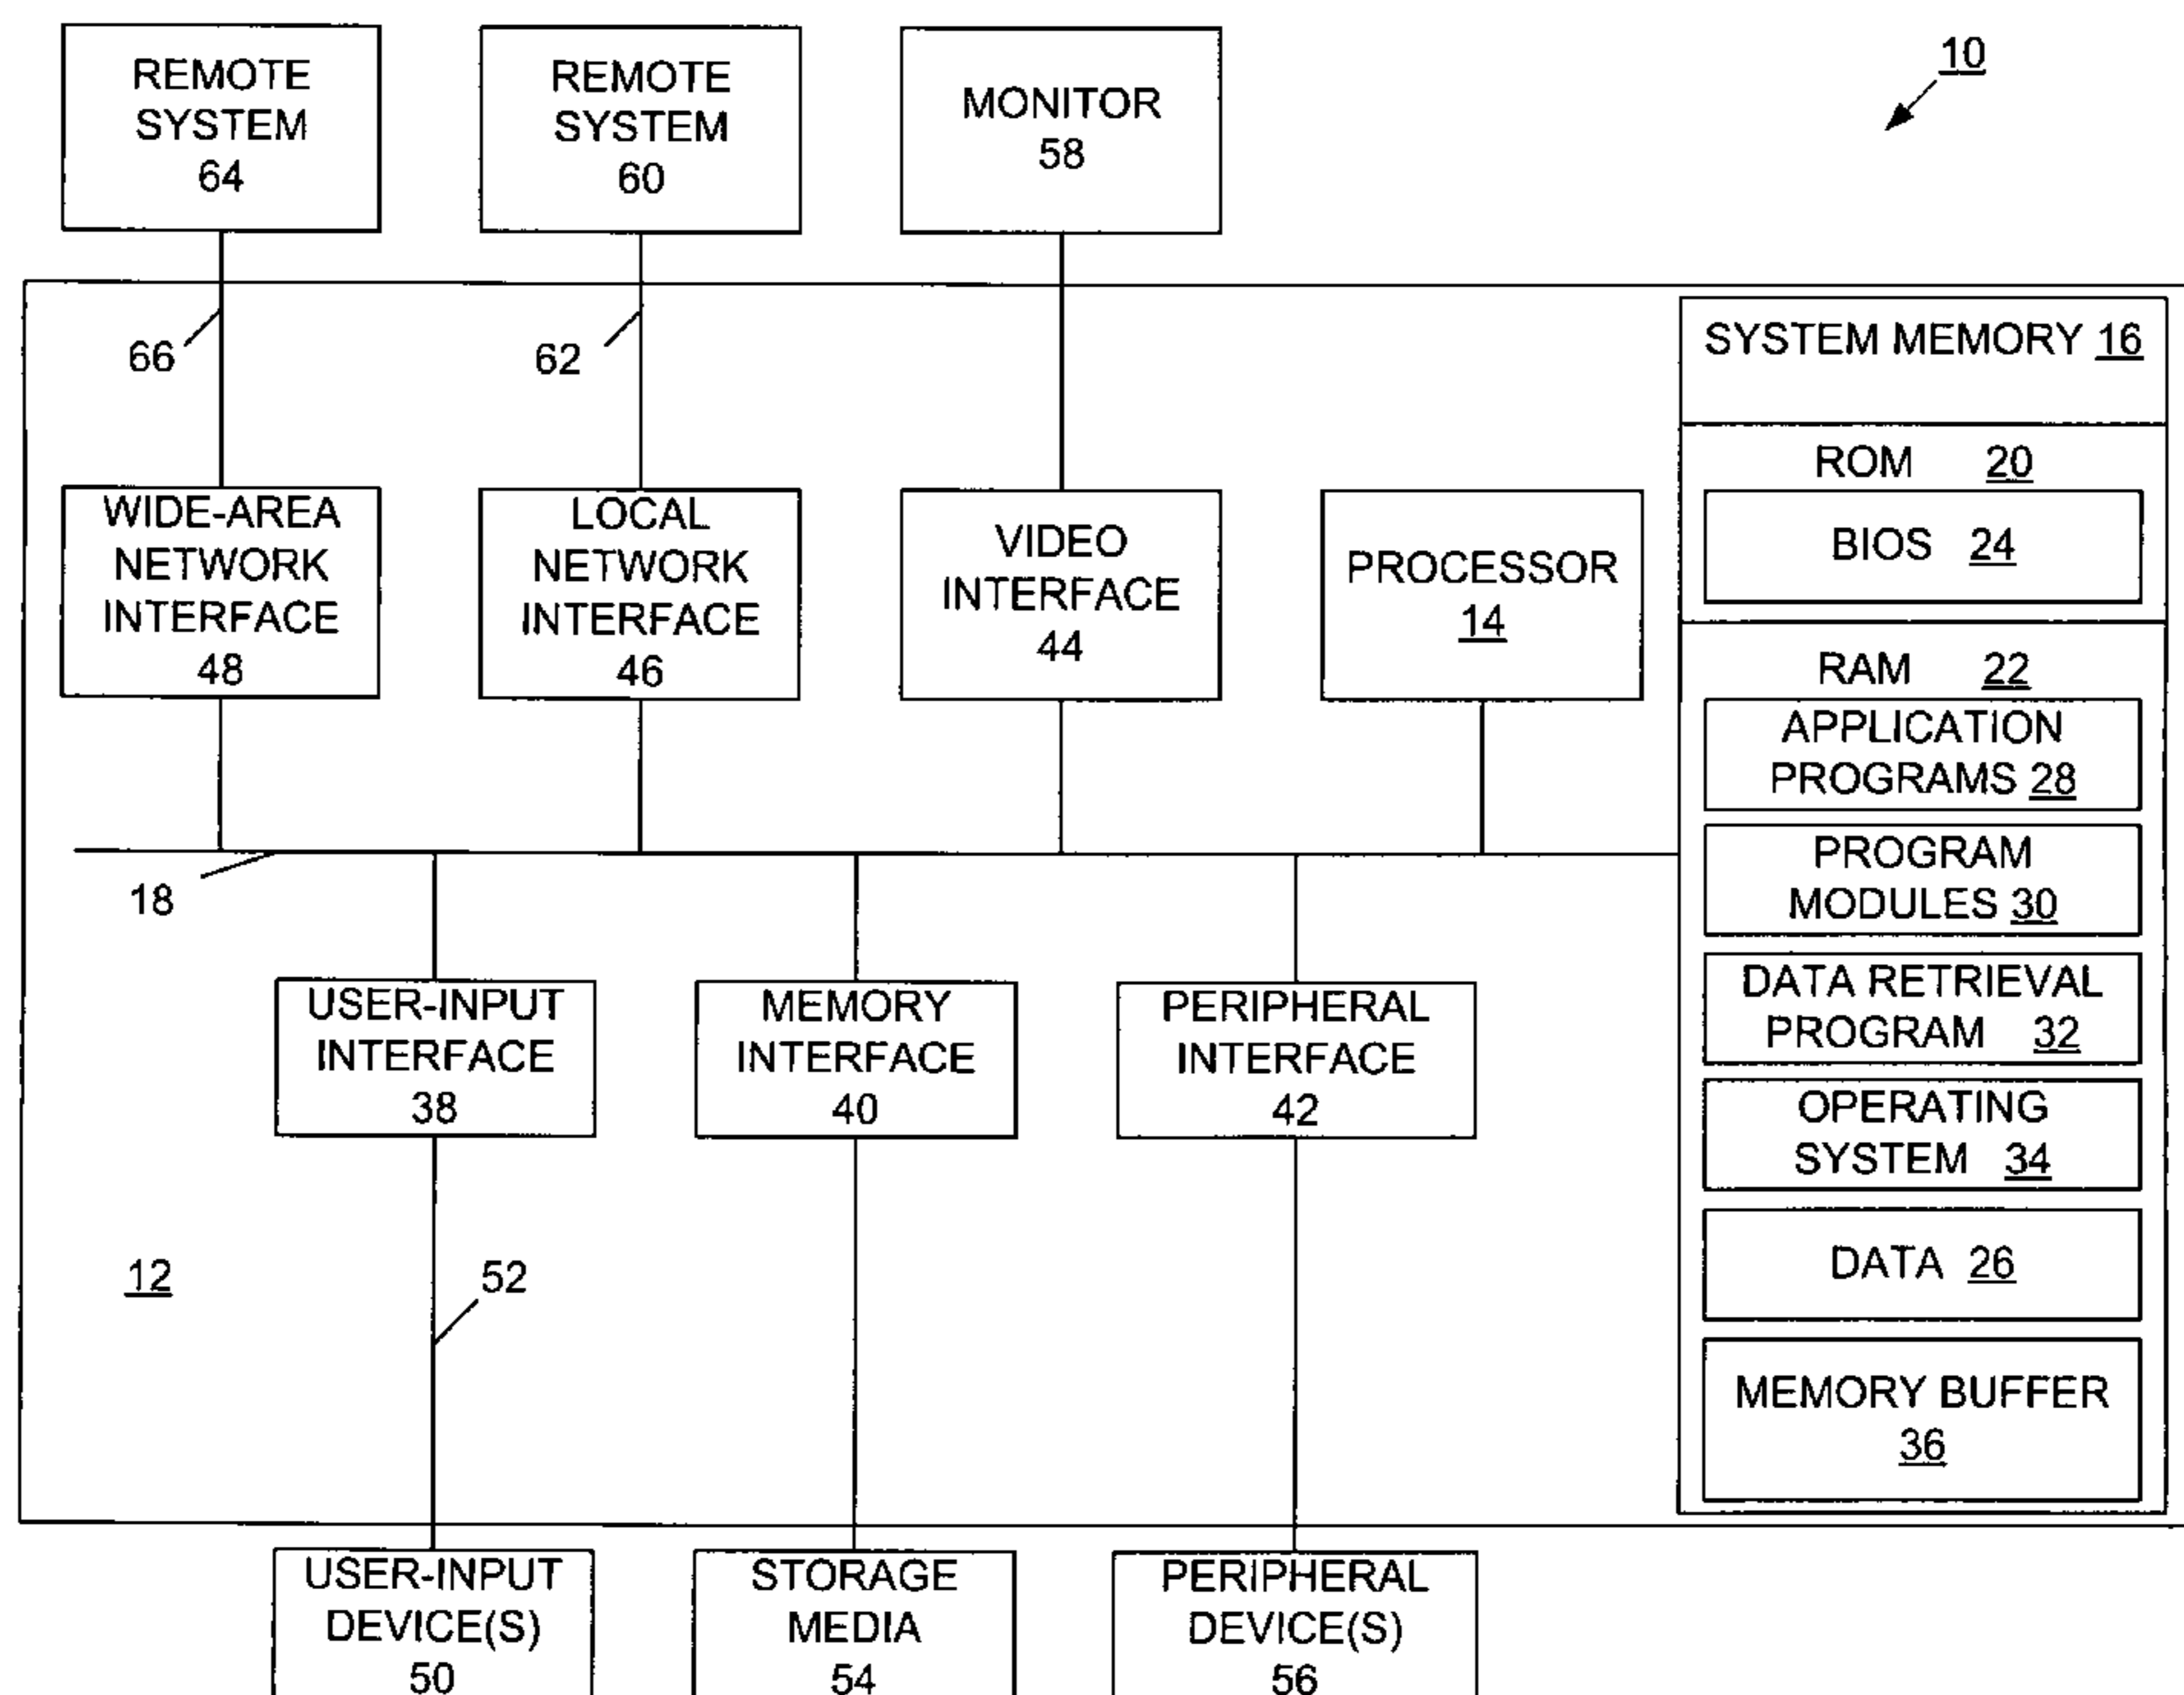 REMOTE
SYSTEM
64
REMOTE
SYSTEM
60
MONITOR
58
10
66
62
SYSTEM MEMORY 16
ROM 20
BIOS 24
WIDE-AREA
NETWORK
INTERFACE
48
LOCAL
NETWORK
INTERFACE
46
VIDEO
INTERFACE
44
PROCESSOR
14
RAM 22
APPLICATION
PROGRAMS 28
PROGRAM
MODULES 30
DATA RETRIEVAL
PROGRAM 32
OPERATING
SYSTEM 34
DATA 26
MEMORY BUFFER
36
18
USER-INPUT
INTERFACE
38
MEMORY
INTERFACE
40
PERIPHERAL
INTERFACE
42
12
52
USER-INPUT
DEVICE(S)
50
STORAGE
MEDIA
54
PERIPHERAL
DEVICE(S)
56